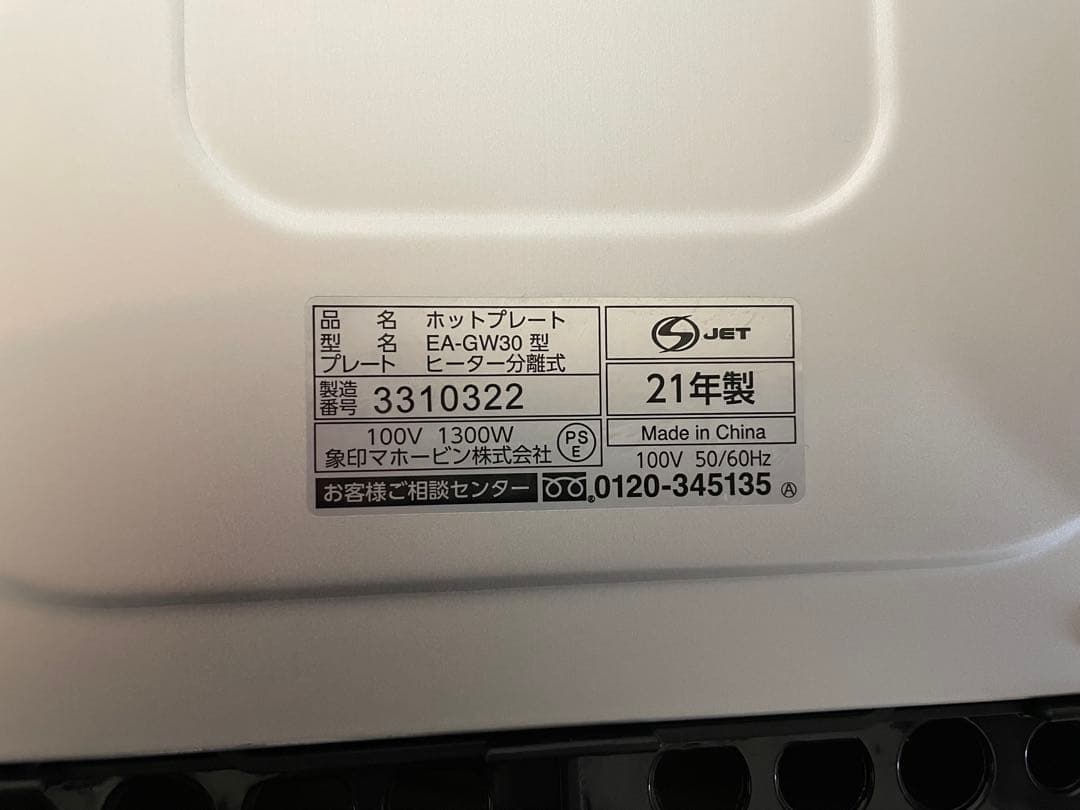 品名 ホットプレート
型名 EA-GW30 型
プレート ヒーター分離式
製造番号 3310322
100V 1300W
PSE
象印マホービン株式会社
S JET
21年製
Made in China
100V 50/60Hz
お客様ご相談センター 0120-345135 Ⓐ